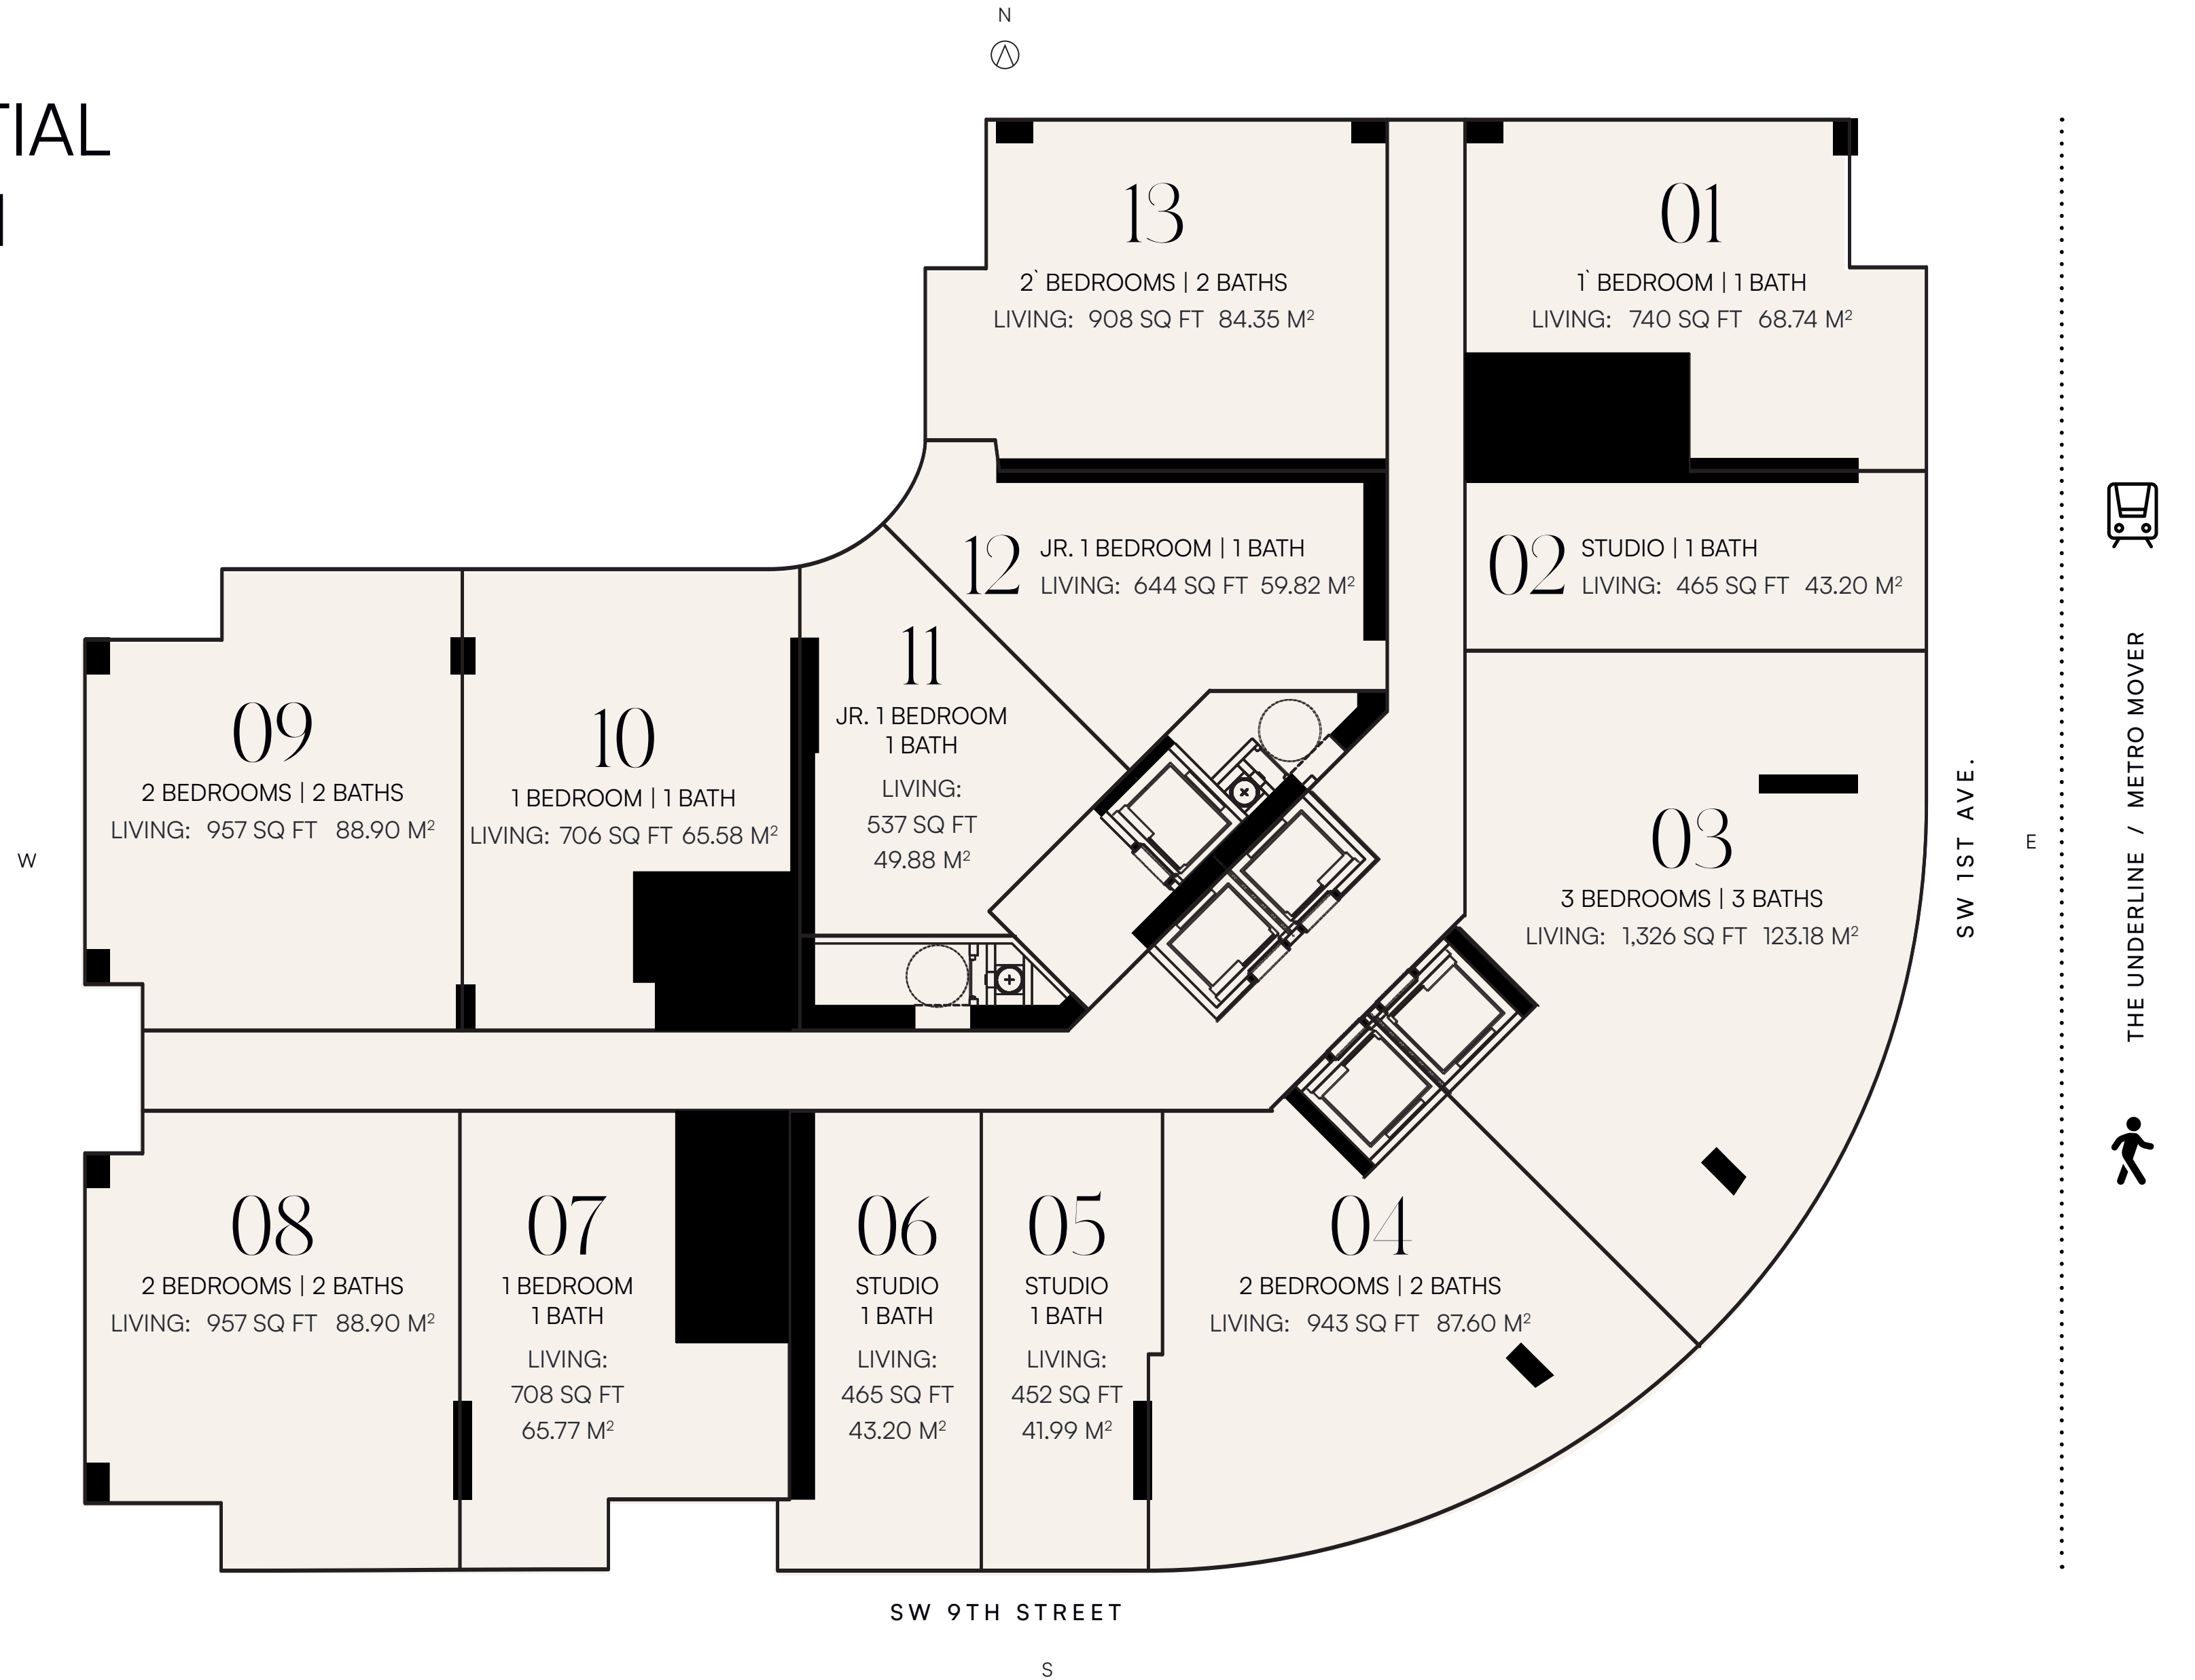 N
TIAL
13
2` BEDROOMS | 2 BATHS
LIVING: 908 SQ FT 84.35 M²
01
1` BEDROOM | 1 BATH
LIVING: 740 SQ FT 68.74 M²
12
JR. 1 BEDROOM | 1 BATH
LIVING: 644 SQ FT 59.82 M²
02
STUDIO | 1 BATH
LIVING: 465 SQ FT 43.20 M²
09
2 BEDROOMS | 2 BATHS
LIVING: 957 SQ FT 88.90 M²
10
1 BEDROOM | 1 BATH
LIVING: 706 SQ FT 65.58 M²
11
JR. 1 BEDROOM
1 BATH
LIVING:
537 SQ FT
49.88 M²
03
3 BEDROOMS | 3 BATHS
LIVING: 1,326 SQ FT 123.18 M²
W
E
SW 1ST AVE.
THE UNDERLINE / METRO MOVER
08
2 BEDROOMS | 2 BATHS
LIVING: 957 SQ FT 88.90 M²
07
1 BEDROOM
1 BATH
LIVING:
708 SQ FT
65.77 M²
06
STUDIO
1 BATH
LIVING:
465 SQ FT
43.20 M²
05
STUDIO
1 BATH
LIVING:
452 SQ FT
41.99 M²
04
2 BEDROOMS | 2 BATHS
LIVING: 943 SQ FT 87.60 M²
SW 9TH STREET
S